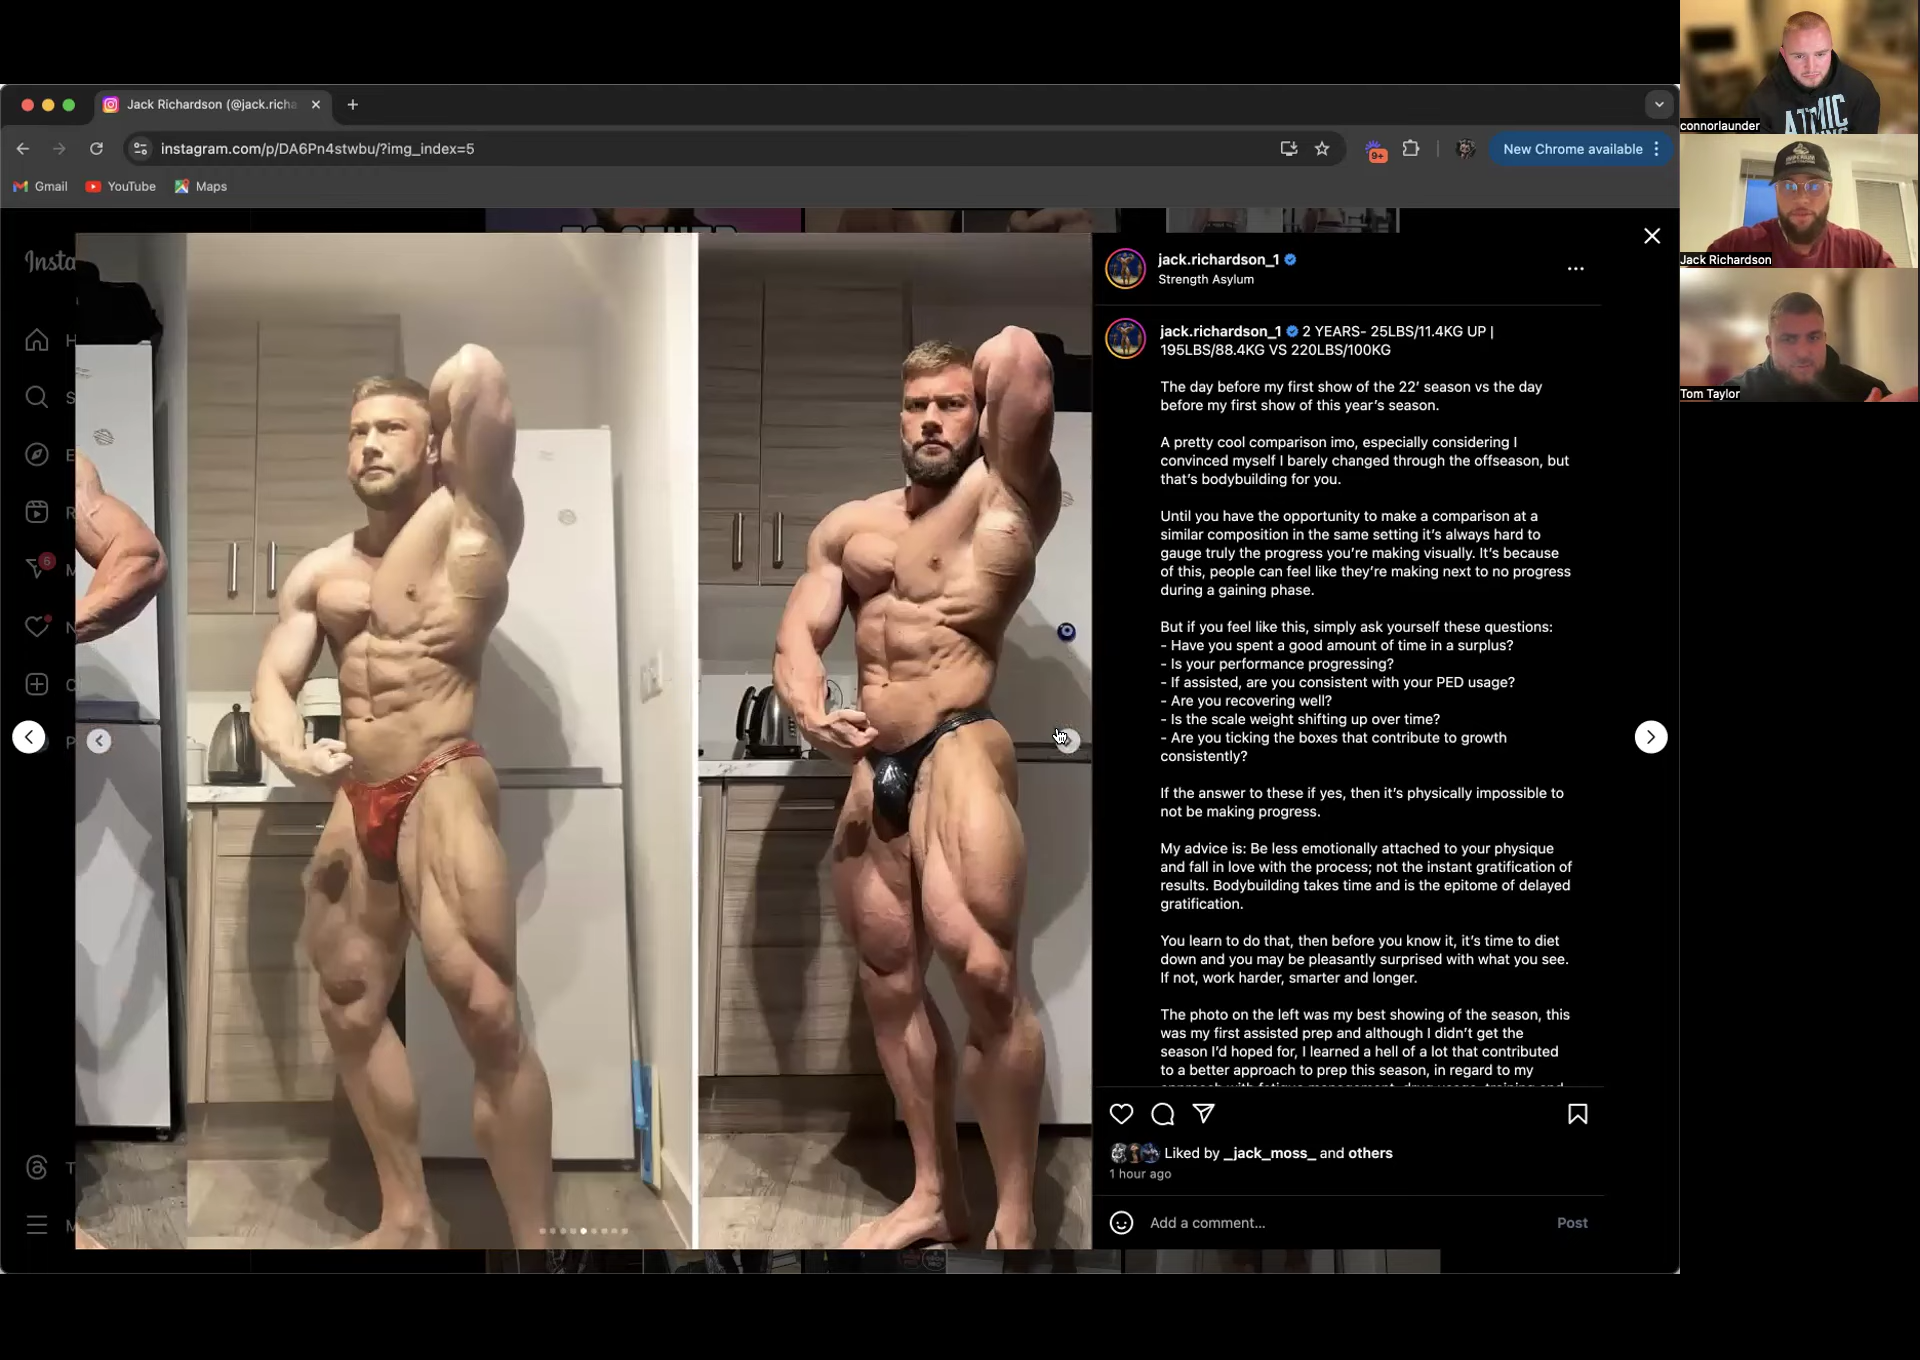 Jack Richardson (@jack.richa
instagram.com/p/DA6Pn4stwbu/?img_index=5
9+
New Chrome available
Gmail
YouTube
Maps
Insta
H
S
E
R
6
M
N
C
P
T
M
jack.richardson_1
Strength Asylum
jack.richardson_1 2 YEARS- 25LBS/11.4KG UP |
195LBS/88.4KG VS 220LBS/100KG
The day before my first show of the 22’ season vs the day
before my first show of this year’s season.
A pretty cool comparison imo, especially considering I
convinced myself I barely changed through the offseason, but
that’s bodybuilding for you.
Until you have the opportunity to make a comparison at a
similar composition in the same setting it’s always hard to
gauge truly the progress you’re making visually. It’s because
of this, people can feel like they’re making next to no progress
during a gaining phase.
But if you feel like this, simply ask yourself these questions:
- Have you spent a good amount of time in a surplus?
- Is your performance progressing?
- If assisted, are you consistent with your PED usage?
- Are you recovering well?
- Is the scale weight shifting up over time?
- Are you ticking the boxes that contribute to growth
consistently?
If the answer to these if yes, then it’s physically impossible to
not be making progress.
My advice is: Be less emotionally attached to your physique
and fall in love with the process; not the instant gratification of
results. Bodybuilding takes time and is the epitome of delayed
gratification.
You learn to do that, then before you know it, it’s time to diet
down and you may be pleasantly surprised with what you see.
If not, work harder, smarter and longer.
The photo on the left was my best showing of the season, this
was my first assisted prep and although I didn’t get the
season I’d hoped for, I learned a hell of a lot that contributed
to a better approach to prep this season, in regard to my
Liked by _jack_moss_ and others
1 hour ago
Add a comment...
Post
connorlaunder
IMPERIUM
Jack Richardson
Tom Taylor